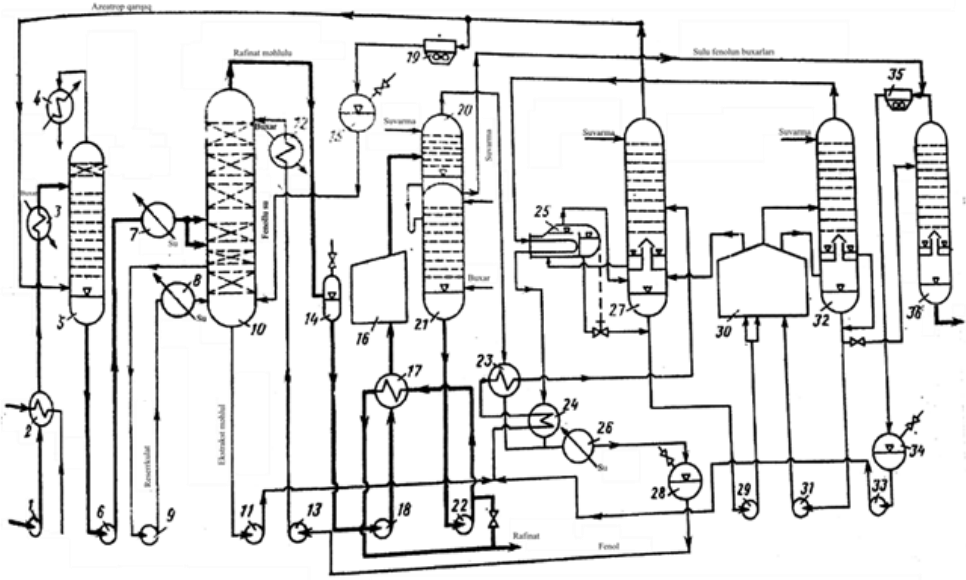 Azeotrop qarışıq
Rafinat məhlulu
Sulu fenolun buxarları
19
35
4
Buxar
12
15
20
Suvarma
Suvarma
Suvarma
Suvarma
Buxar
3
7
Su
Fenollu su
25
8
Su
Buxar
5
10
14
16
21
27
30
32
36
17
23
2
24
26
Su
Reserkulat
Ekstrakat məhlul
28
34
1
6
9
11
13
18
22
29
31
33
Rafinat
Fenol